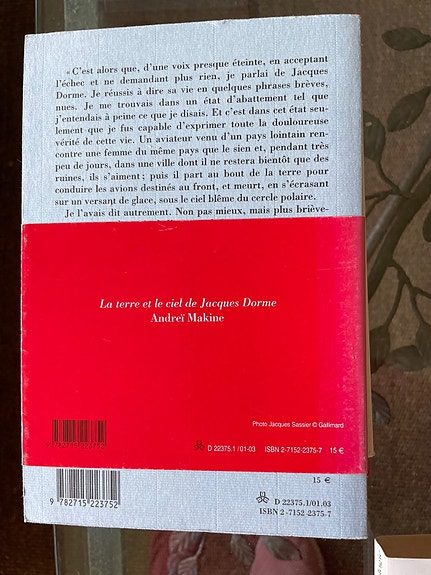 « C'est alors que, d'une voix presque éteinte, en acceptant
l'échec et ne demandant plus rien, je parlai de Jacques
Dorme. Je réussis à dire sa vie en quelques phrases brèves,
nues. Je me trouvais dans un état d'abattement tel que
j'entendais à peine ce que je disais. Et c'est dans cet état seu-
lement que je fus capable d'exprimer toute la douloureuse
vérité de cette vie. Un aviateur venu d'un pays lointain ren-
contre une femme du même pays que le sien et, pendant très
peu de jours, dans une ville dont il ne restera bientôt que des
ruines, ils s'aiment ; puis il part au bout de la terre pour
conduire les avions destinés au front, et meurt, en s'écrasant
sur un versant de glace, sous le ciel blême du cercle polaire.
Je l'avais dit autrement. Non pas mieux, mais plus briève-
La terre et le ciel de Jacques Dorme
Andreï Makine
Photo Jacques Sassier © Gallimard
9 782715 223752
D 22375.1 /01-03 ISBN 2-7152-2375-7 15 €
15 €
9 782715 223752
D 22375.1/01.03
ISBN 2-7152-2375-7